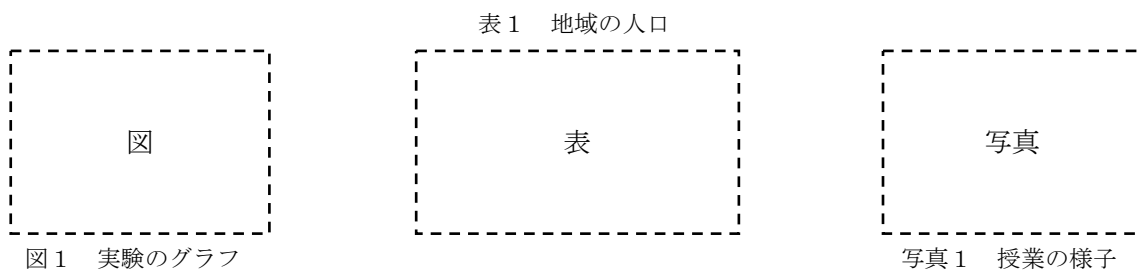 表１　地域の人口
図
表
写真
図１　実験のグラフ
写真１　授業の様子